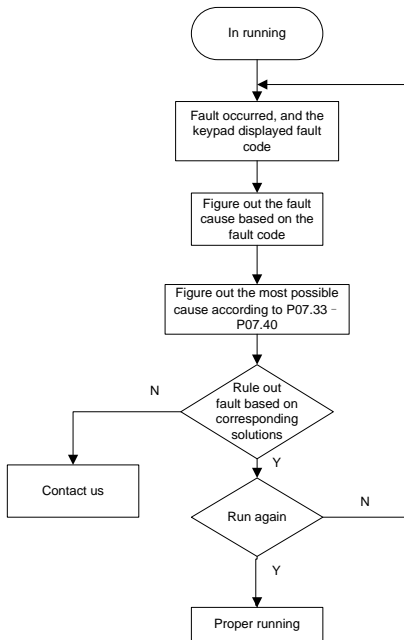 In running
Fault occurred, and the
keypad displayed fault
code
Figure out the fault
cause based on the
fault code
Figure out the most possible
cause according to P07.33 –
P07.40
N
Rule out
fault based on
corresponding
solutions
Contact us
Y
Run again
N
Y
Proper running